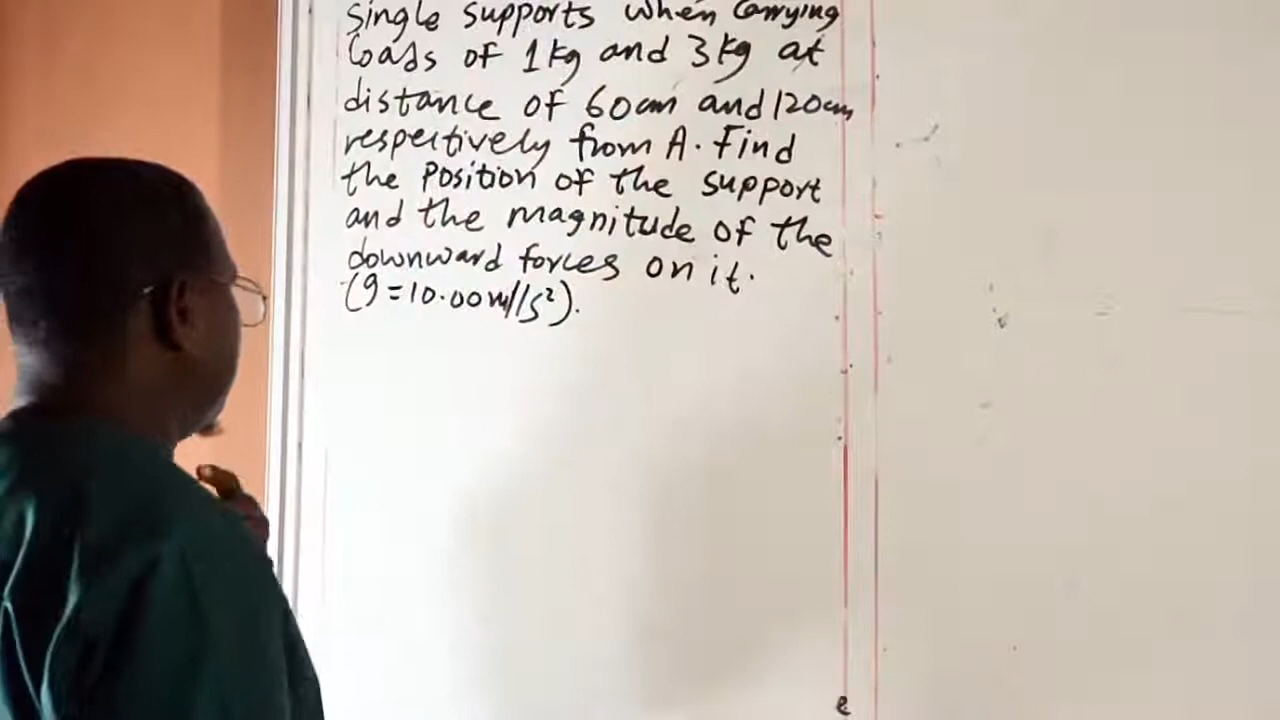 single supports when carrying
loads of 1kg and 3kg at
distance of 60cm and 120cm
respectively from A. Find
the position of the support
and the magnitude of the
downward forces on it.
(g = 10.00m/s²).
e